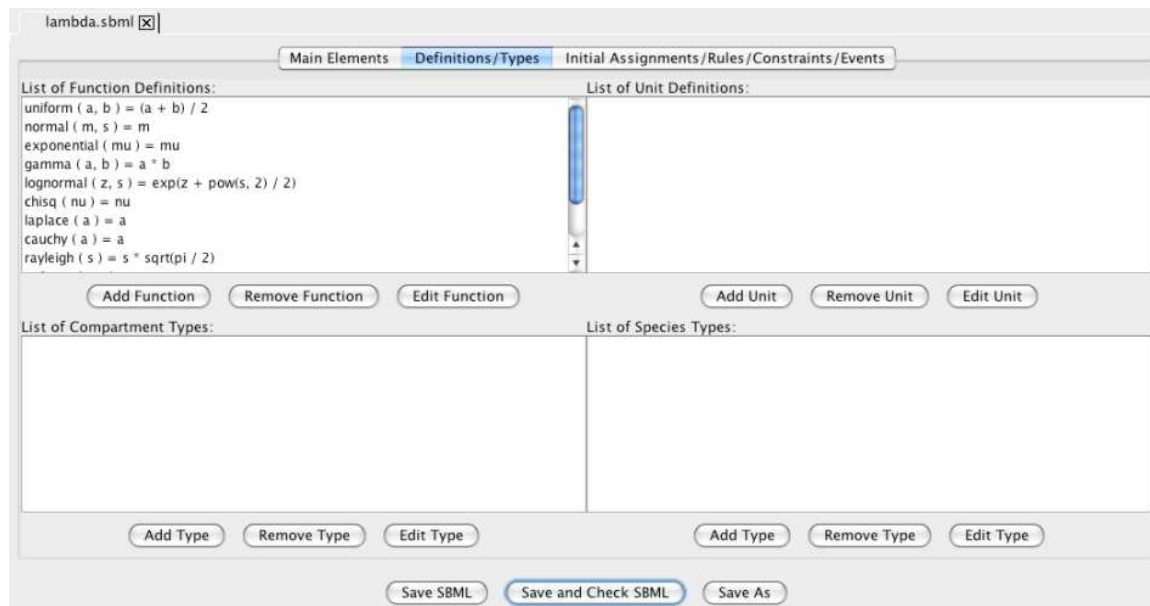 lambda.sbml
Main Elements Definitions/Types Initial Assignments/Rules/Constraints/Events
List of Function Definitions:
uniform ( a, b ) = (a + b) / 2
normal ( m, s ) = m
exponential ( mu ) = mu
gamma ( a, b ) = a * b
lognormal ( z, s ) = exp(z + pow(s, 2) / 2)
chisq ( nu ) = nu
laplace ( a ) = a
cauchy ( a ) = a
rayleigh ( s ) = s * sqrt(pi / 2)
Add Function Remove Function Edit Function
List of Unit Definitions:
Add Unit Remove Unit Edit Unit
List of Compartment Types:
Add Type Remove Type Edit Type
List of Species Types:
Add Type Remove Type Edit Type
Save SBML Save and Check SBML Save As